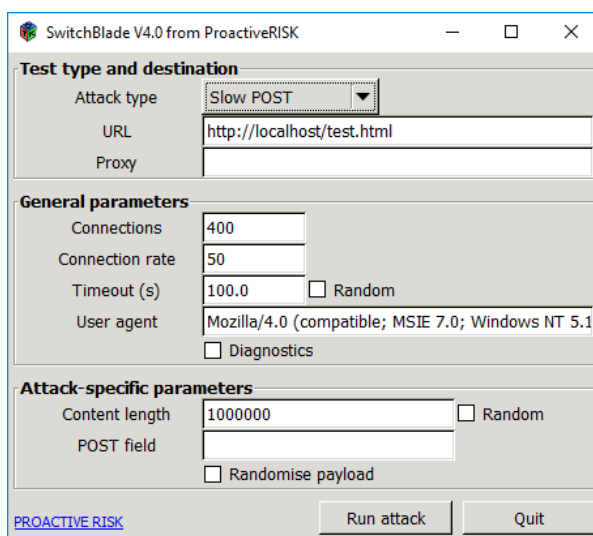 SwitchBlade V4.0 from ProactiveRISK
Test type and destination
Attack type Slow POST
URL http://localhost/test.html
Proxy
General parameters
Connections 400
Connection rate 50
Timeout (s) 100.0 Random
User agent Mozilla/4.0 (compatible; MSIE 7.0; Windows NT 5.1
Diagnostics
Attack-specific parameters
Content length 1000000 Random
POST field
Randomise payload
PROACTIVE RISK Run attack Quit